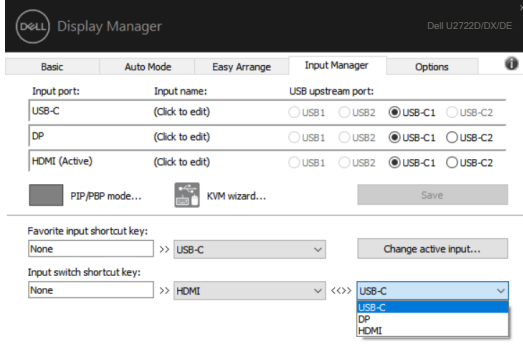 DELL Display Manager
Dell U2722D/DX/DE
Basic Auto Mode Easy Arrange Input Manager Options
Input port: Input name: USB upstream port:
USB-C (Click to edit) USB1 USB2 USB-C1 USB-C2
DP (Click to edit) USB1 USB2 USB-C1 USB-C2
HDMI (Active) (Click to edit) USB1 USB2 USB-C1 USB-C2
PIP/PBP mode... KVM wizard... Save
Favorite input shortcut key:
None >> USB-C Change active input...
Input switch shortcut key:
None >> HDMI <<>> USB-C
USB-C
DP
HDMI